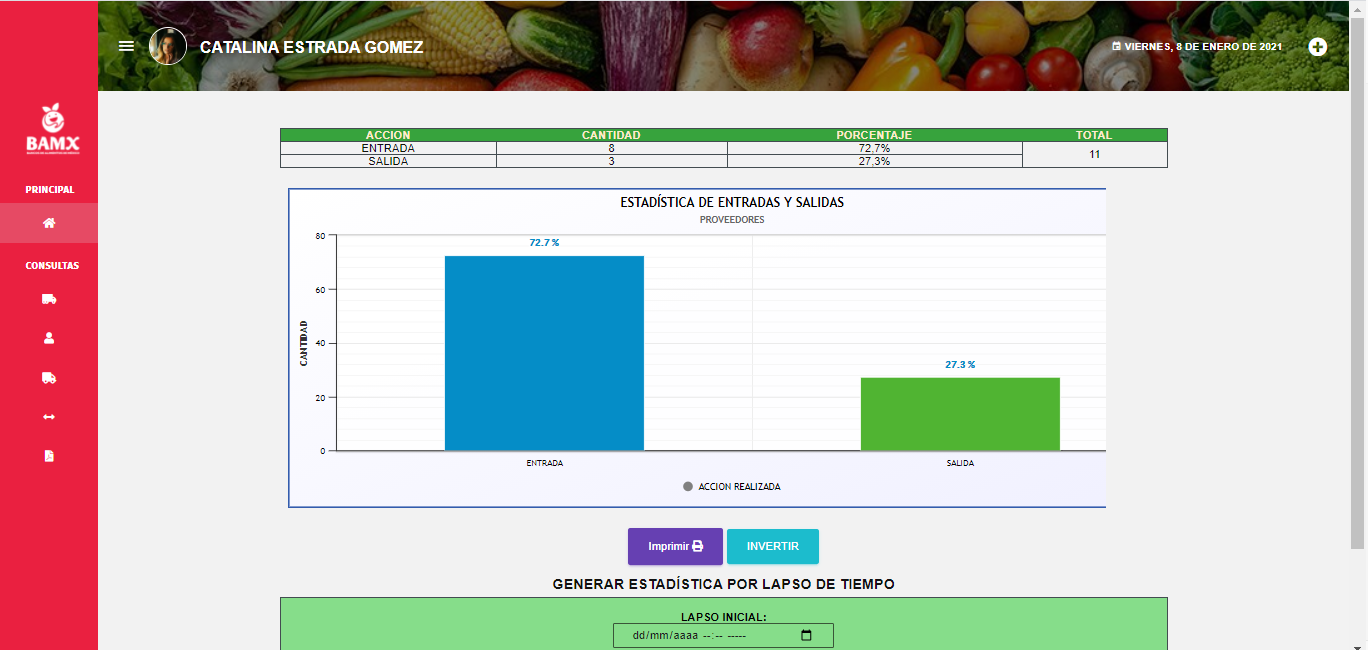 CATALINA ESTRADA GOMEZ
VIERNES, 8 DE ENERO DE 2021
BAMX
PRINCIPAL
CONSULTAS
ACCION CANTIDAD PORCENTAJE TOTAL
ENTRADA 8 72,7% 11
SALIDA 3 27,3%
ESTADÍSTICA DE ENTRADAS Y SALIDAS
PROVEEDORES
CANTIDAD
80
60
40
20
0
72.7 %
27.3 %
ENTRADA SALIDA
ACCION REALIZADA
Imprimir INVERTIR
GENERAR ESTADÍSTICA POR LAPSO DE TIEMPO
LAPSO INICIAL:
dd/mm/aaaa --:-- -----